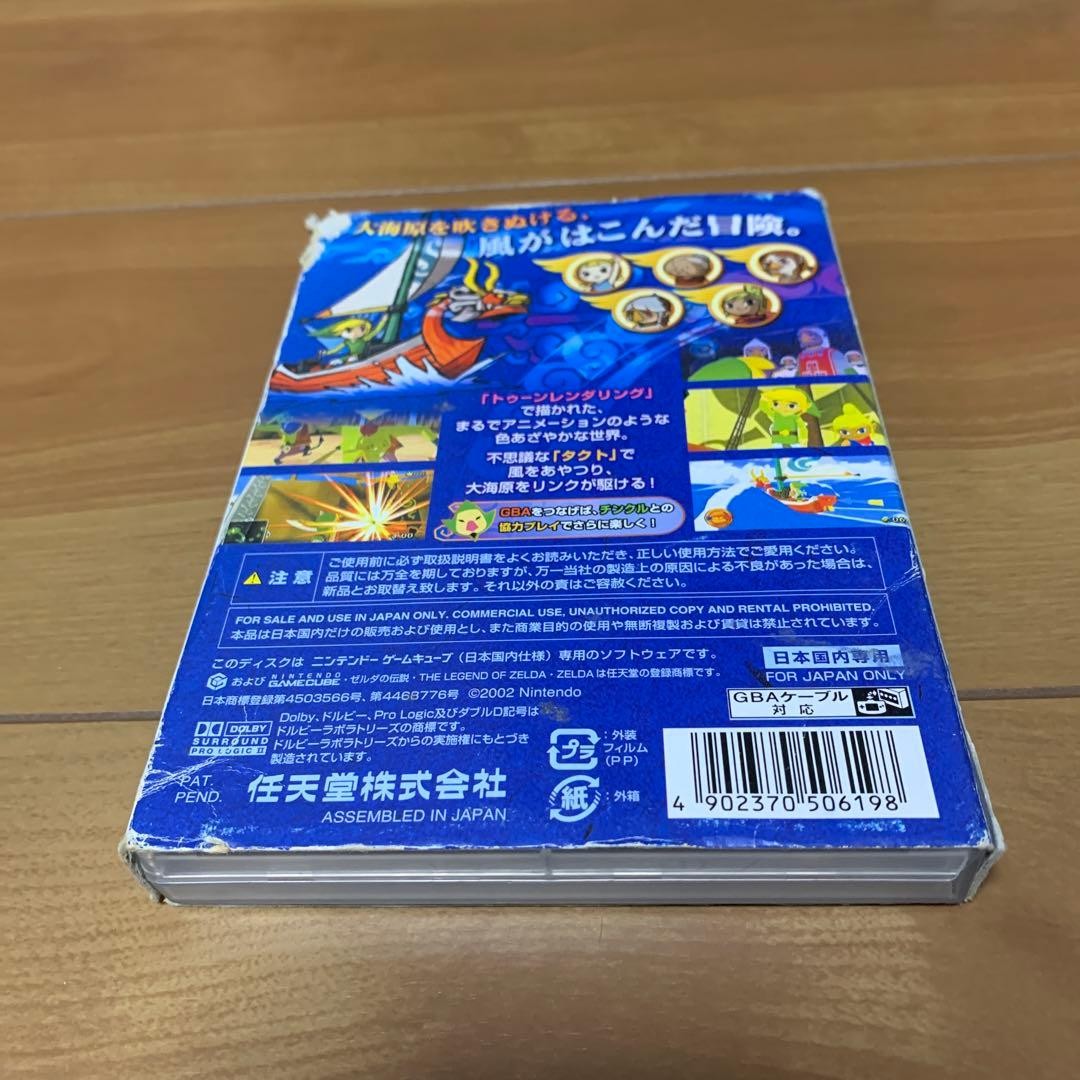 大海原を吹きぬける、
風がはこんだ冒険。
「トゥーンレンダリング」
で描かれた、
まるでアニメーションのような
色あざやかな世界。
不思議な「タクト」で
風をあやつり、
大海原をリンクが駆ける!
GBAをつなげば、チンクルとの
協力プレイでさらに楽しく!
注意
ご使用前に必ず取扱説明書をよくお読みいただき、正しい使用方法でご愛用ください。
品質には万全を期しておりますが、万一当社の製造上の原因による不良があった場合は、
新品とお取替え致します。それ以外の責はご容赦ください。
FOR SALE AND USE IN JAPAN ONLY. COMMERCIAL USE, UNAUTHORIZED COPY AND RENTAL PROHIBITED.
本品は日本国内だけの販売および使用とし、また商業目的の使用や無断複製および賃貸は禁止されています。
このディスクは ニンテンドー ゲームキューブ(日本国内仕様)専用のソフトウェアです。
および NINTENDO GAMECUBE・ゼルダの伝説・THE LEGEND OF ZELDA・ZELDA は任天堂の登録商標です。
日本商標登録第4503566号、第4468776号 ©2002 Nintendo
日本国内専用
FOR JAPAN ONLY
GBAケーブル
対応
DOLBY
SURROUND
PRO LOGIC II
Dolby、ドルビー、Pro Logic及びダブルD記号は
ドルビーラボラトリーズの商標です。
ドルビーラボラトリーズからの実施権にもとづき
製造されています。
PAT.
PEND.
任天堂株式会社
ASSEMBLED IN JAPAN
プラ
:外装
フィルム
(PP)
紙
:外箱
4 902370 506198